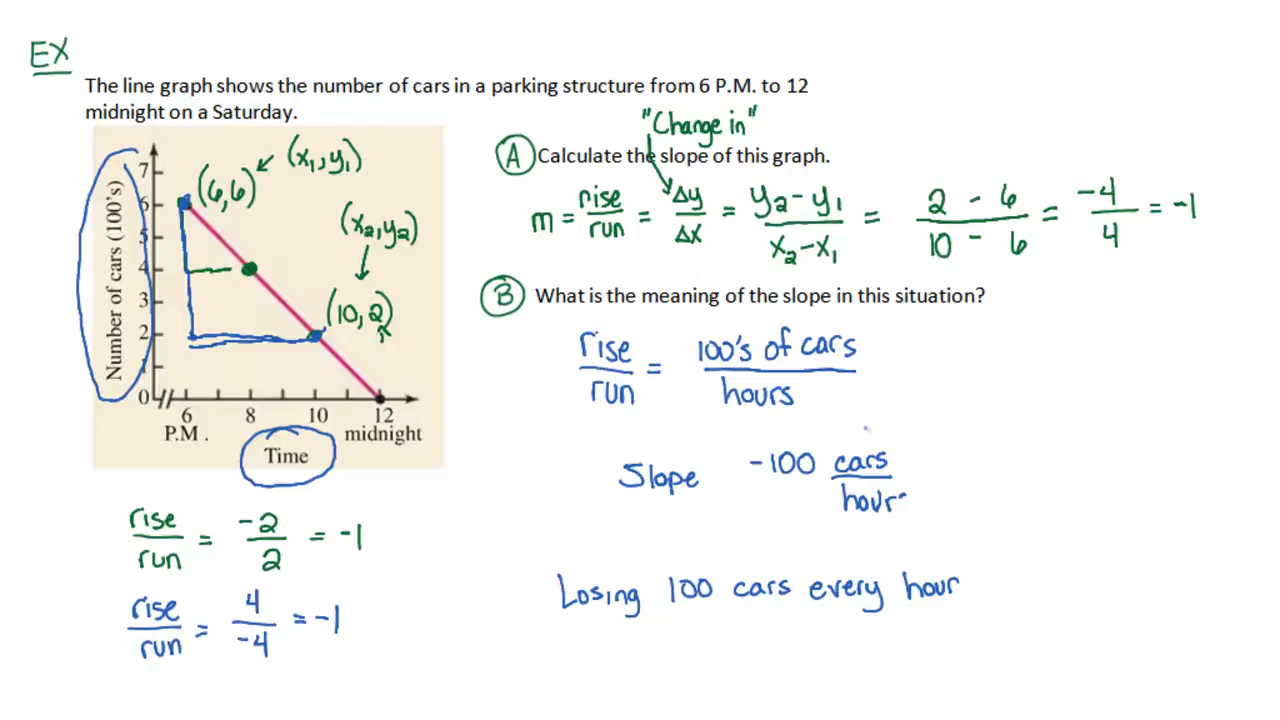 EX
The line graph shows the number of cars in a parking structure from 6 P.M. to 12
midnight on a Saturday.
Number of cars (100's)
7
6
5
4
3
2
1
0
6
P.M.
8
10
12
midnight
Time
(6,6)
(x₁,y₁)
(x₂,y₂)
(10,2)
rise/run = -2/2 = -1
rise/run = 4/-4 = -1
"Change in"
A Calculate the slope of this graph.
m = rise/run = Δy/Δx = y₂-y₁/x₂-x₁ = 2 - 6/10 - 6 = -4/4 = -1
B What is the meaning of the slope in this situation?
rise/run = 100's of cars/hours
Slope -100 cars/hour
Losing 100 cars every hour